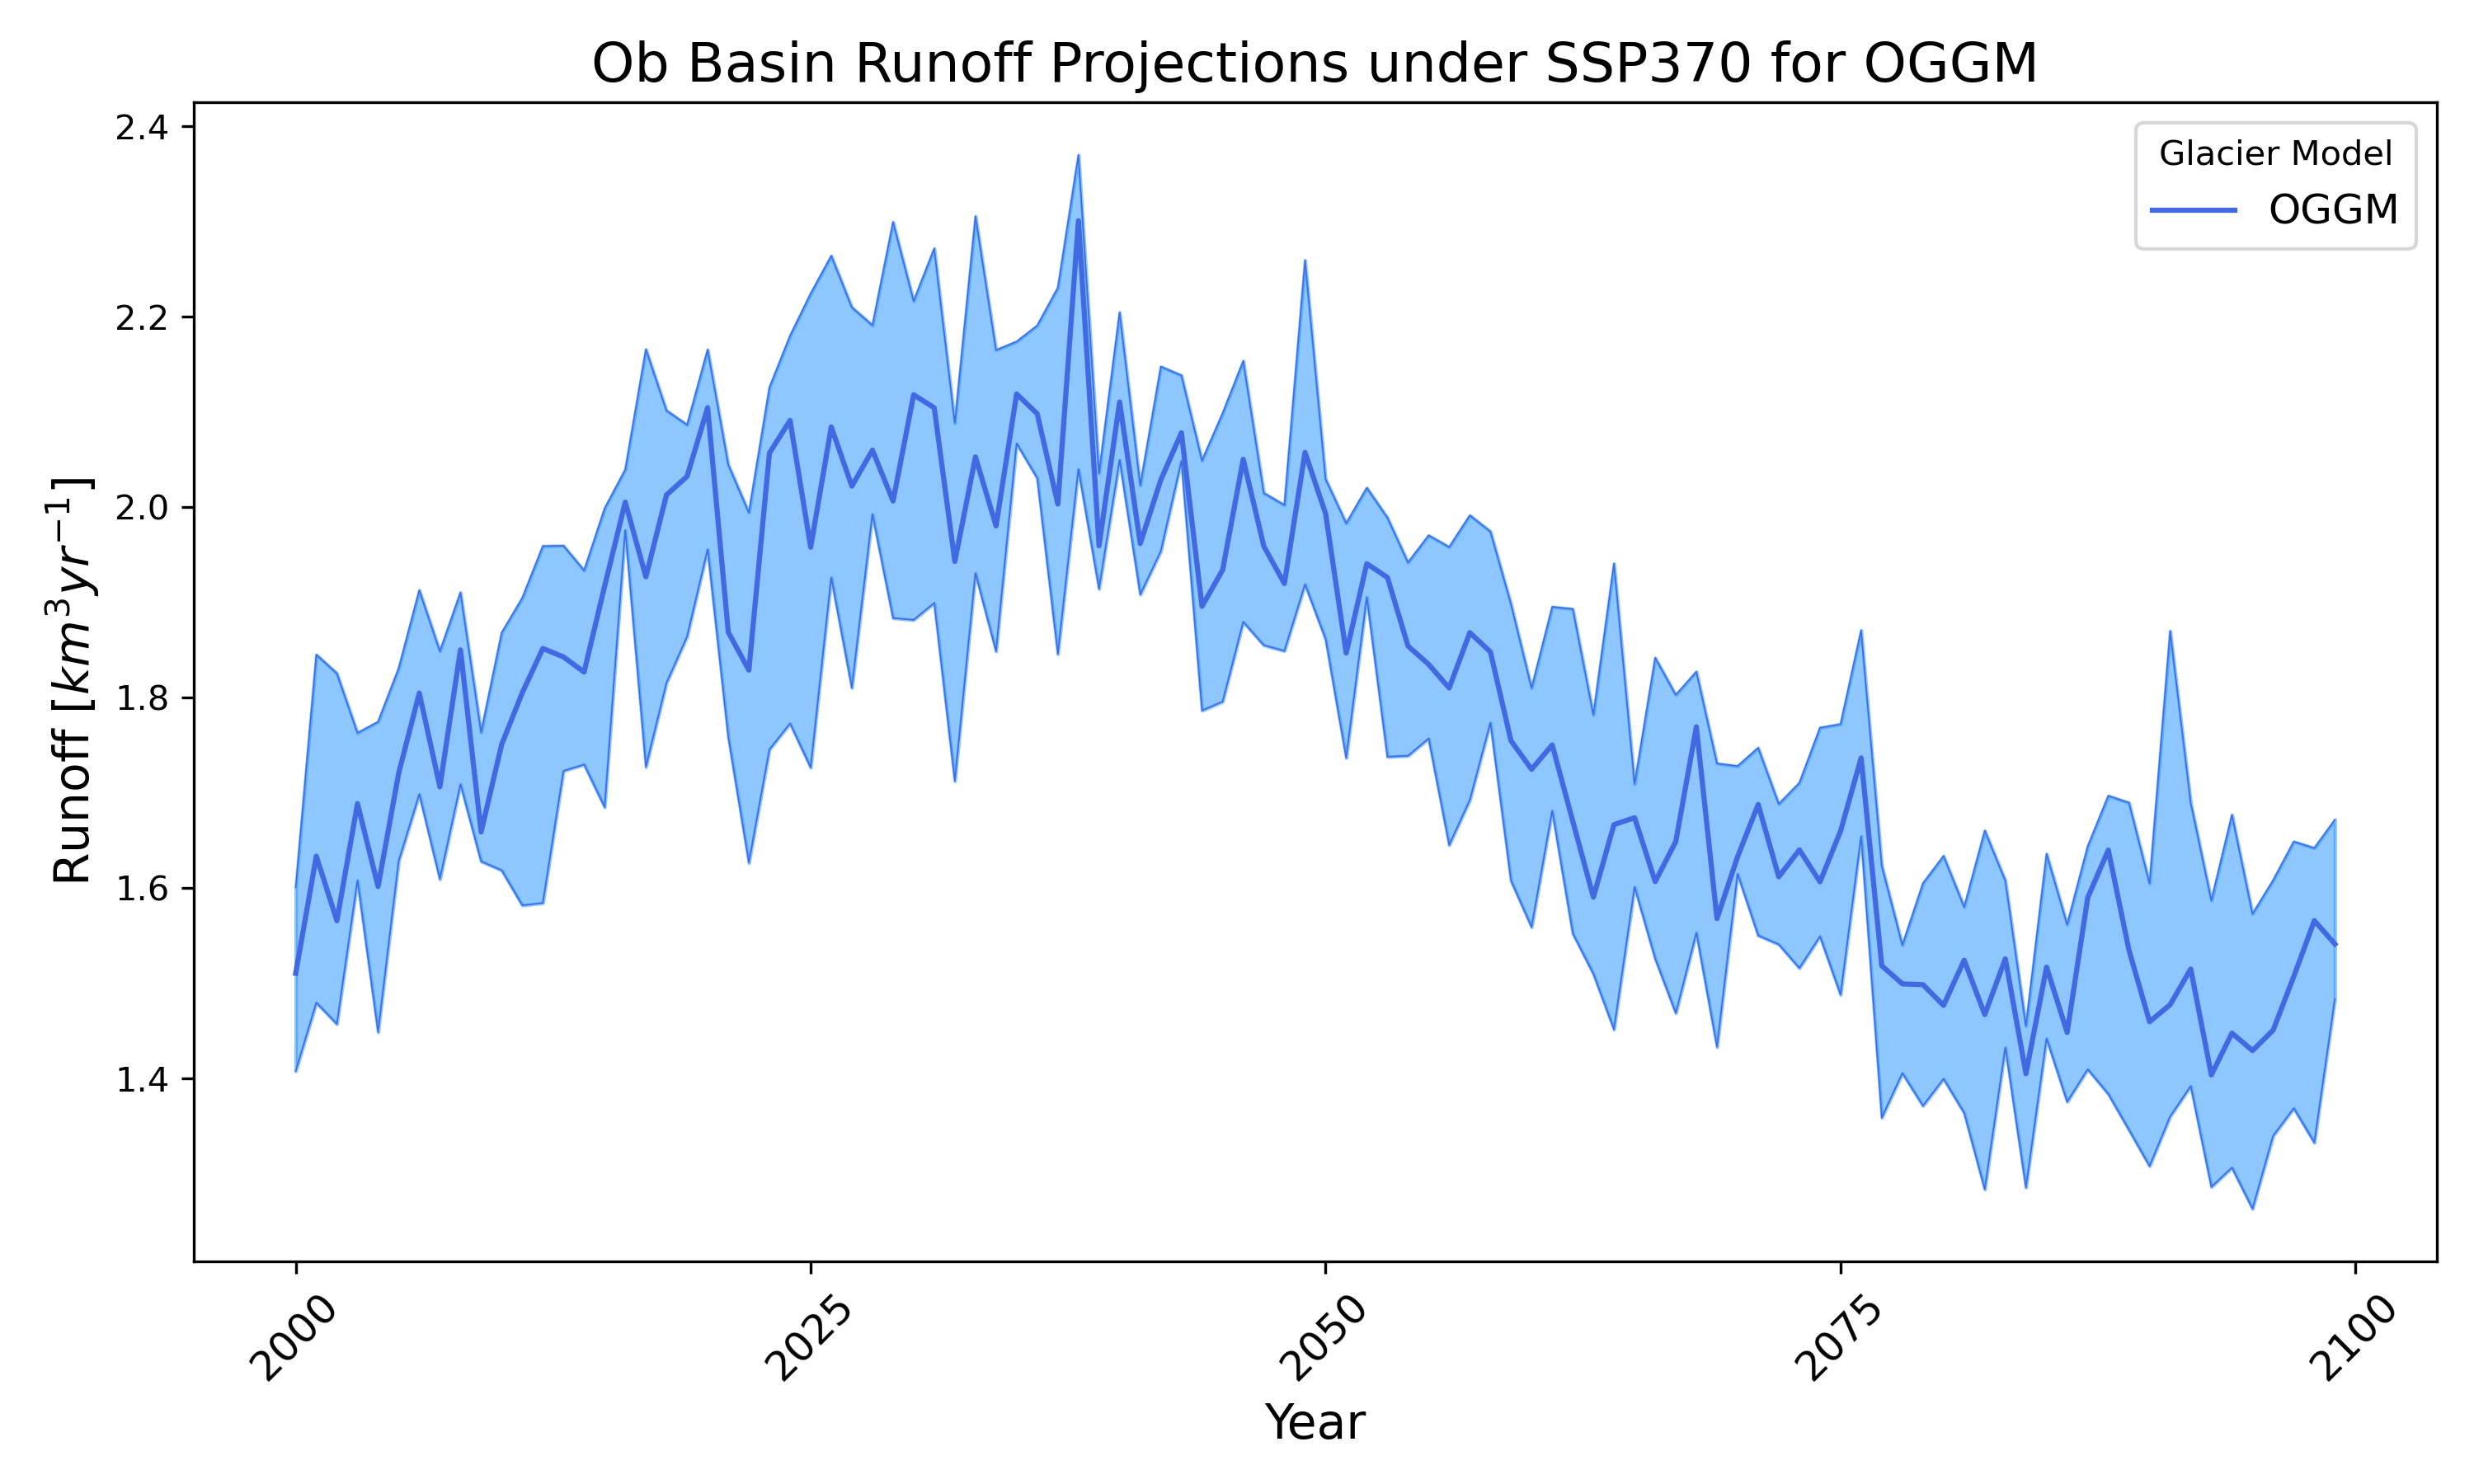 Ob Basin Runoff Projections under SSP370 for OGGM
Glacier Model
OGGM
Runoff [km³yr⁻¹]
2.4
2.2
2.0
1.8
1.6
1.4
2000
2025
2050
2075
2100
Year